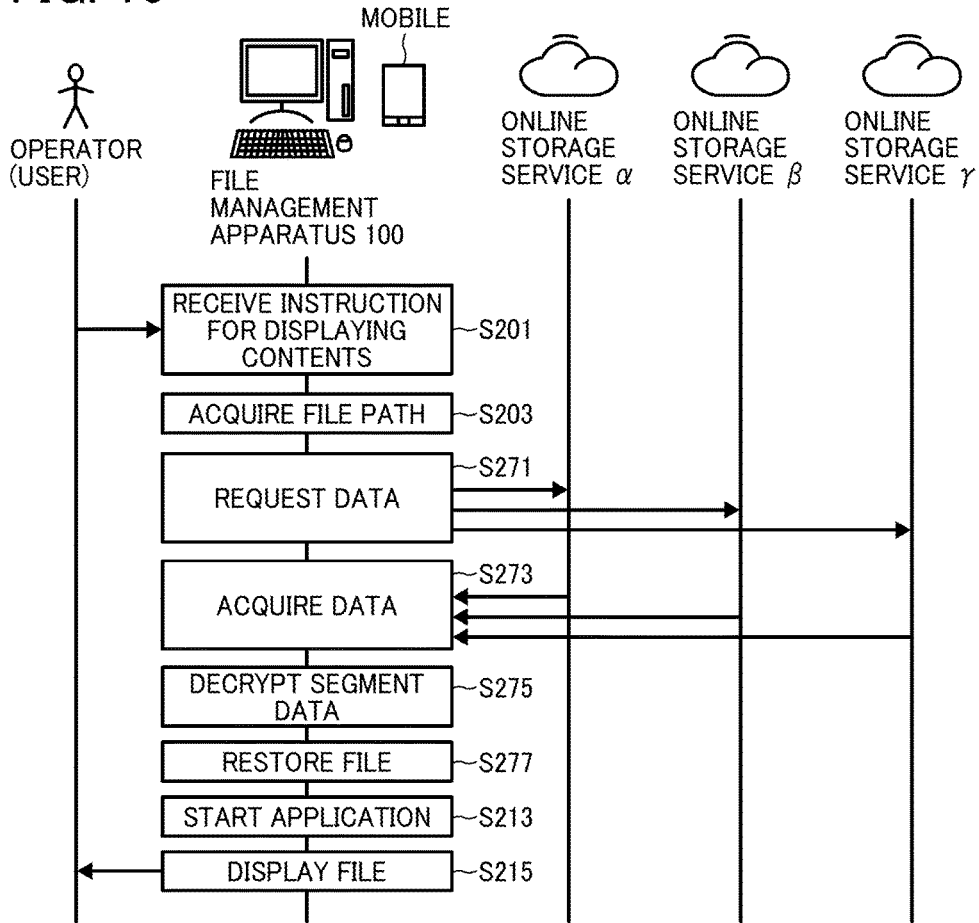 MOBILE
OPERATOR
(USER)
FILE
MANAGEMENT
APPARATUS 100
ONLINE
STORAGE
SERVICE α
ONLINE
STORAGE
SERVICE β
ONLINE
STORAGE
SERVICE γ
RECEIVE INSTRUCTION
FOR DISPLAYING
CONTENTS
S201
ACQUIRE FILE PATH
S203
S271
REQUEST DATA
S273
ACQUIRE DATA
DECRYPT SEGMENT
DATA
S275
RESTORE FILE
S277
START APPLICATION
S213
DISPLAY FILE
S215